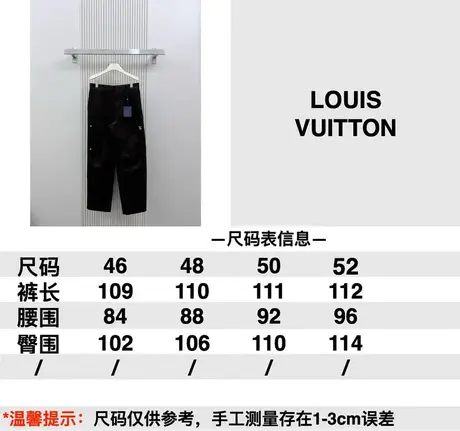 LOUIS
VUITTON
—尺码表信息—
尺码 46 48 50 52
裤长 109 110 111 112
腰围 84 88 92 96
臀围 102 106 110 114
/ / / / /
*温馨提示：尺码仅供参考，手工测量存在1-3cm误差